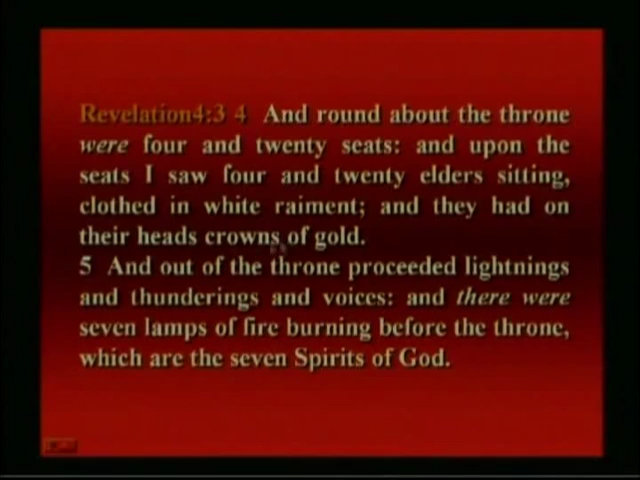 Revelation4:3 4 And round about the throne
were four and twenty seats: and upon the
seats I saw four and twenty elders sitting,
clothed in white raiment; and they had on
their heads crowns of gold.
5 And out of the throne proceeded lightnings
and thunderings and voices: and there were
seven lamps of fire burning before the throne,
which are the seven Spirits of God.